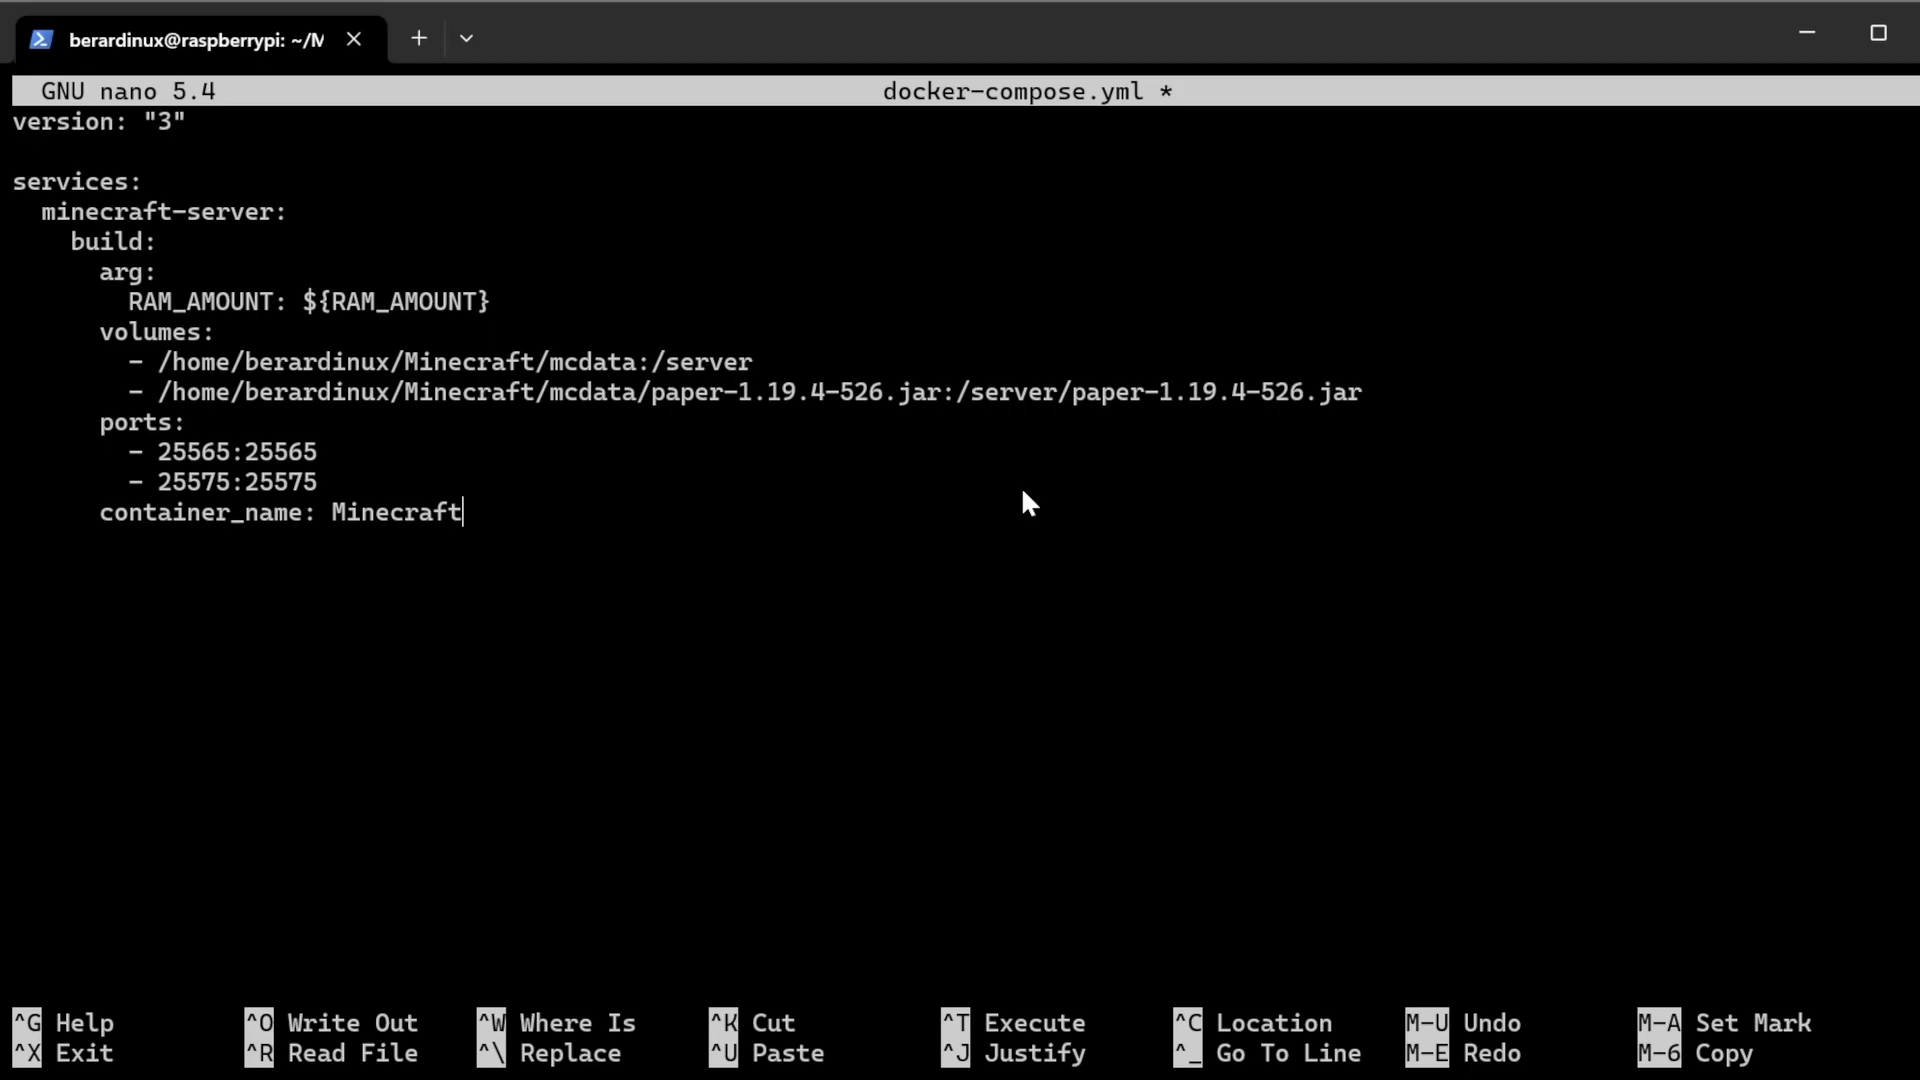 berardinux@raspberrypi: ~/M
GNU nano 5.4 docker-compose.yml *
version: "3"
services:
  minecraft-server:
    build:
      arg:
        RAM_AMOUNT: ${RAM_AMOUNT}
      volumes:
        - /home/berardinux/Minecraft/mcdata:/server
        - /home/berardinux/Minecraft/mcdata/paper-1.19.4-526.jar:/server/paper-1.19.4-526.jar
      ports:
        - 25565:25565
        - 25575:25575
      container_name: Minecraft
^G Help ^O Write Out ^W Where Is ^K Cut ^T Execute ^C Location M-U Undo M-A Set Mark
^X Exit ^R Read File ^\ Replace ^U Paste ^J Justify ^_ Go To Line M-E Redo M-6 Copy